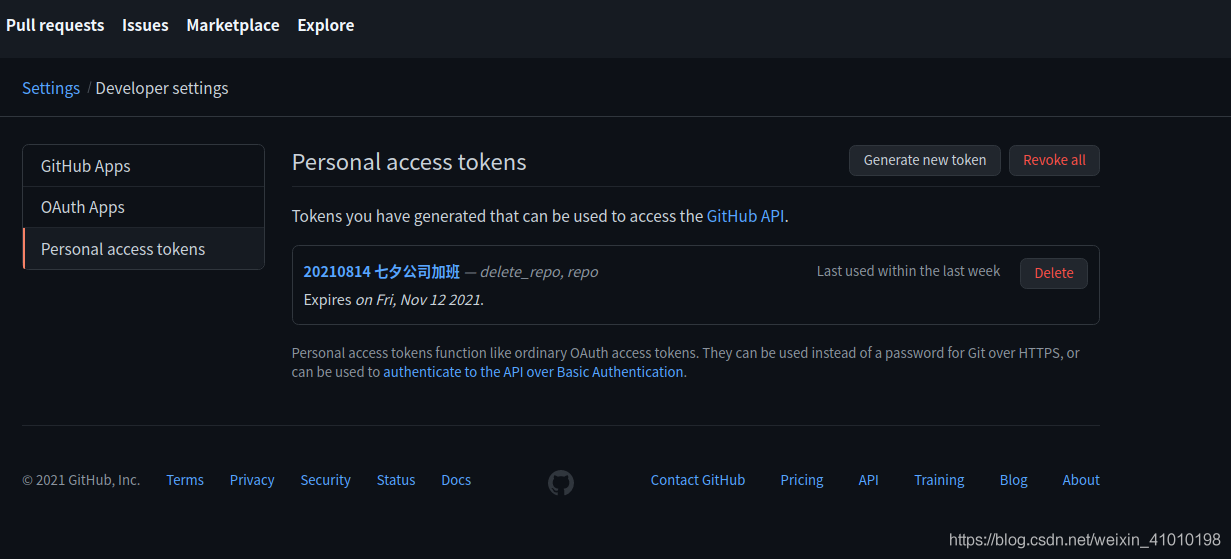 Pull requests Issues Marketplace Explore
Settings / Developer settings
GitHub Apps
OAuth Apps
Personal access tokens
Personal access tokens
Generate new token
Revoke all
Tokens you have generated that can be used to access the GitHub API.
20210814 七夕公司加班 — delete_repo, repo
Last used within the last week
Delete
Expires on Fri, Nov 12 2021.
Personal access tokens function like ordinary OAuth access tokens. They can be used instead of a password for Git over HTTPS, or
can be used to authenticate to the API over Basic Authentication.
© 2021 GitHub, Inc. Terms Privacy Security Status Docs Contact GitHub Pricing API Training Blog About
https://blog.csdn.net/weixin_41010198